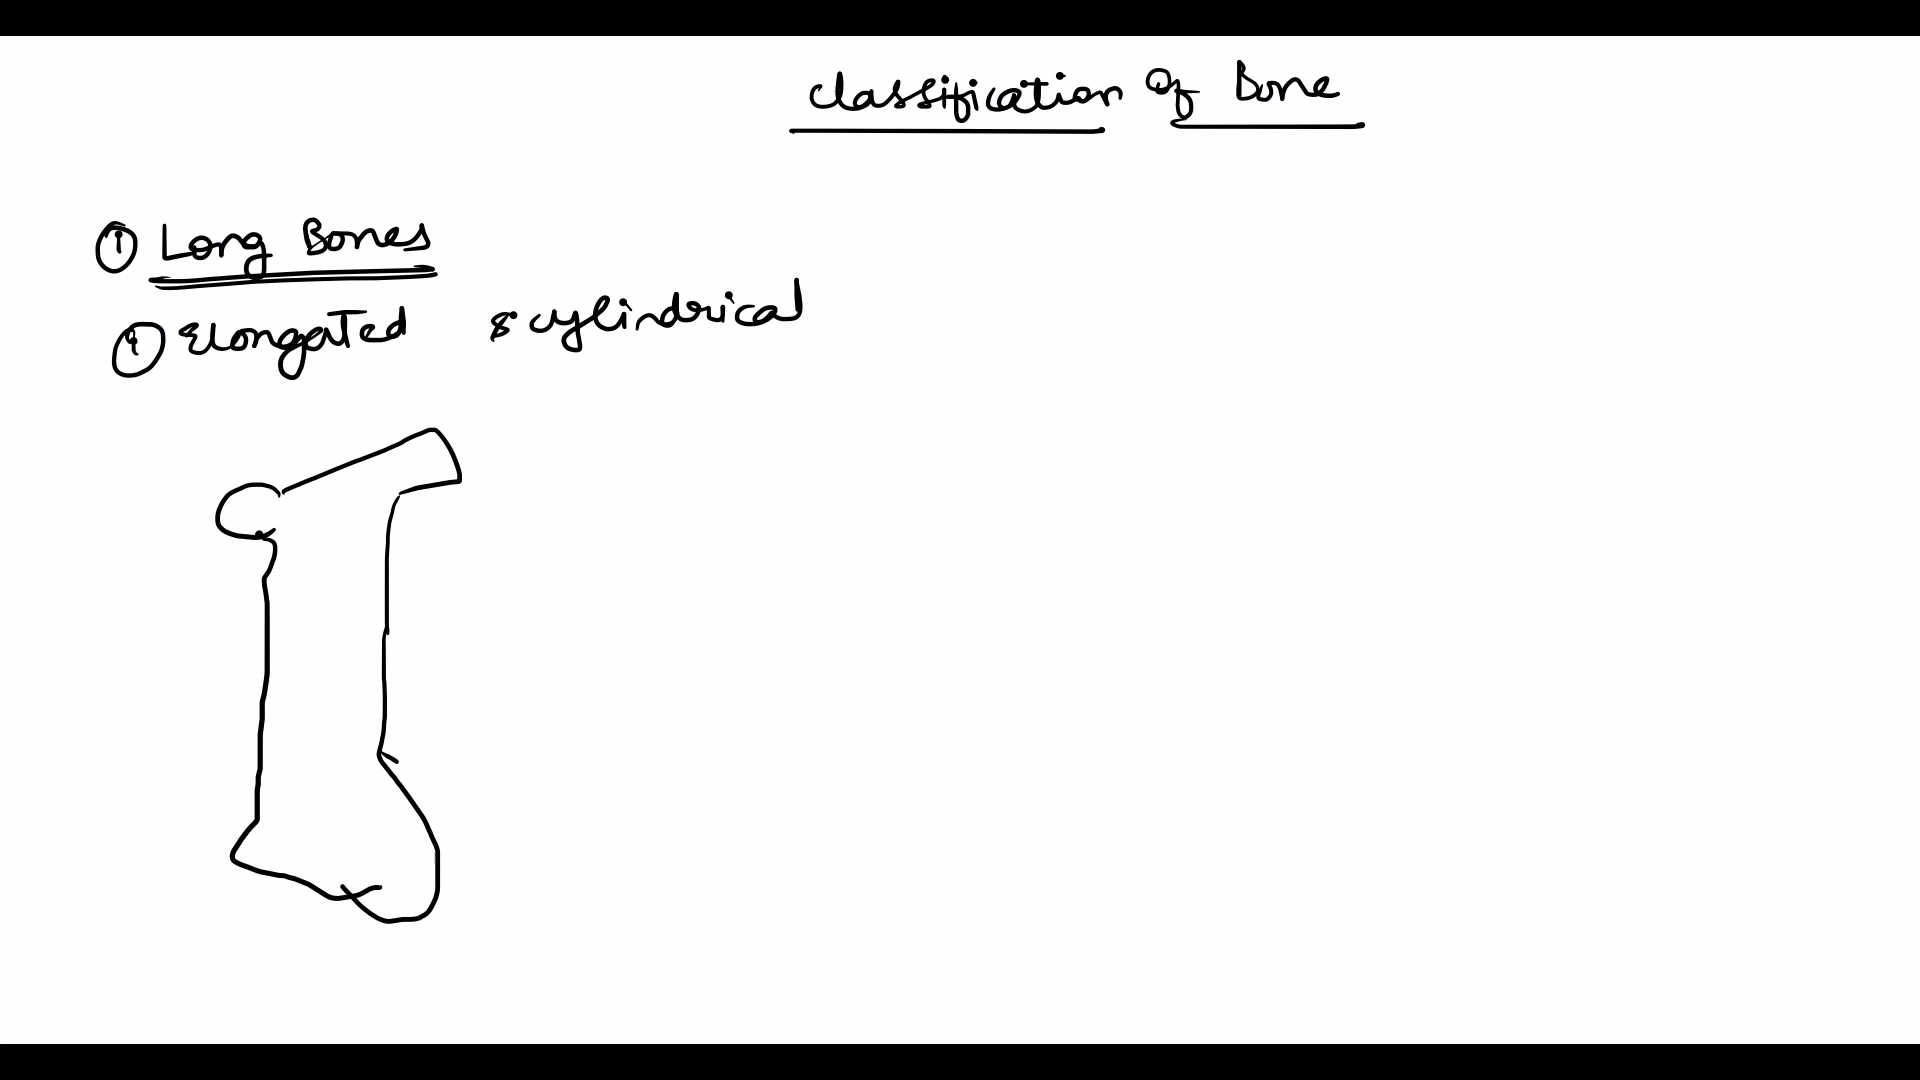 Classification Of Bone
① Long Bones
① Elongated & cylindrical